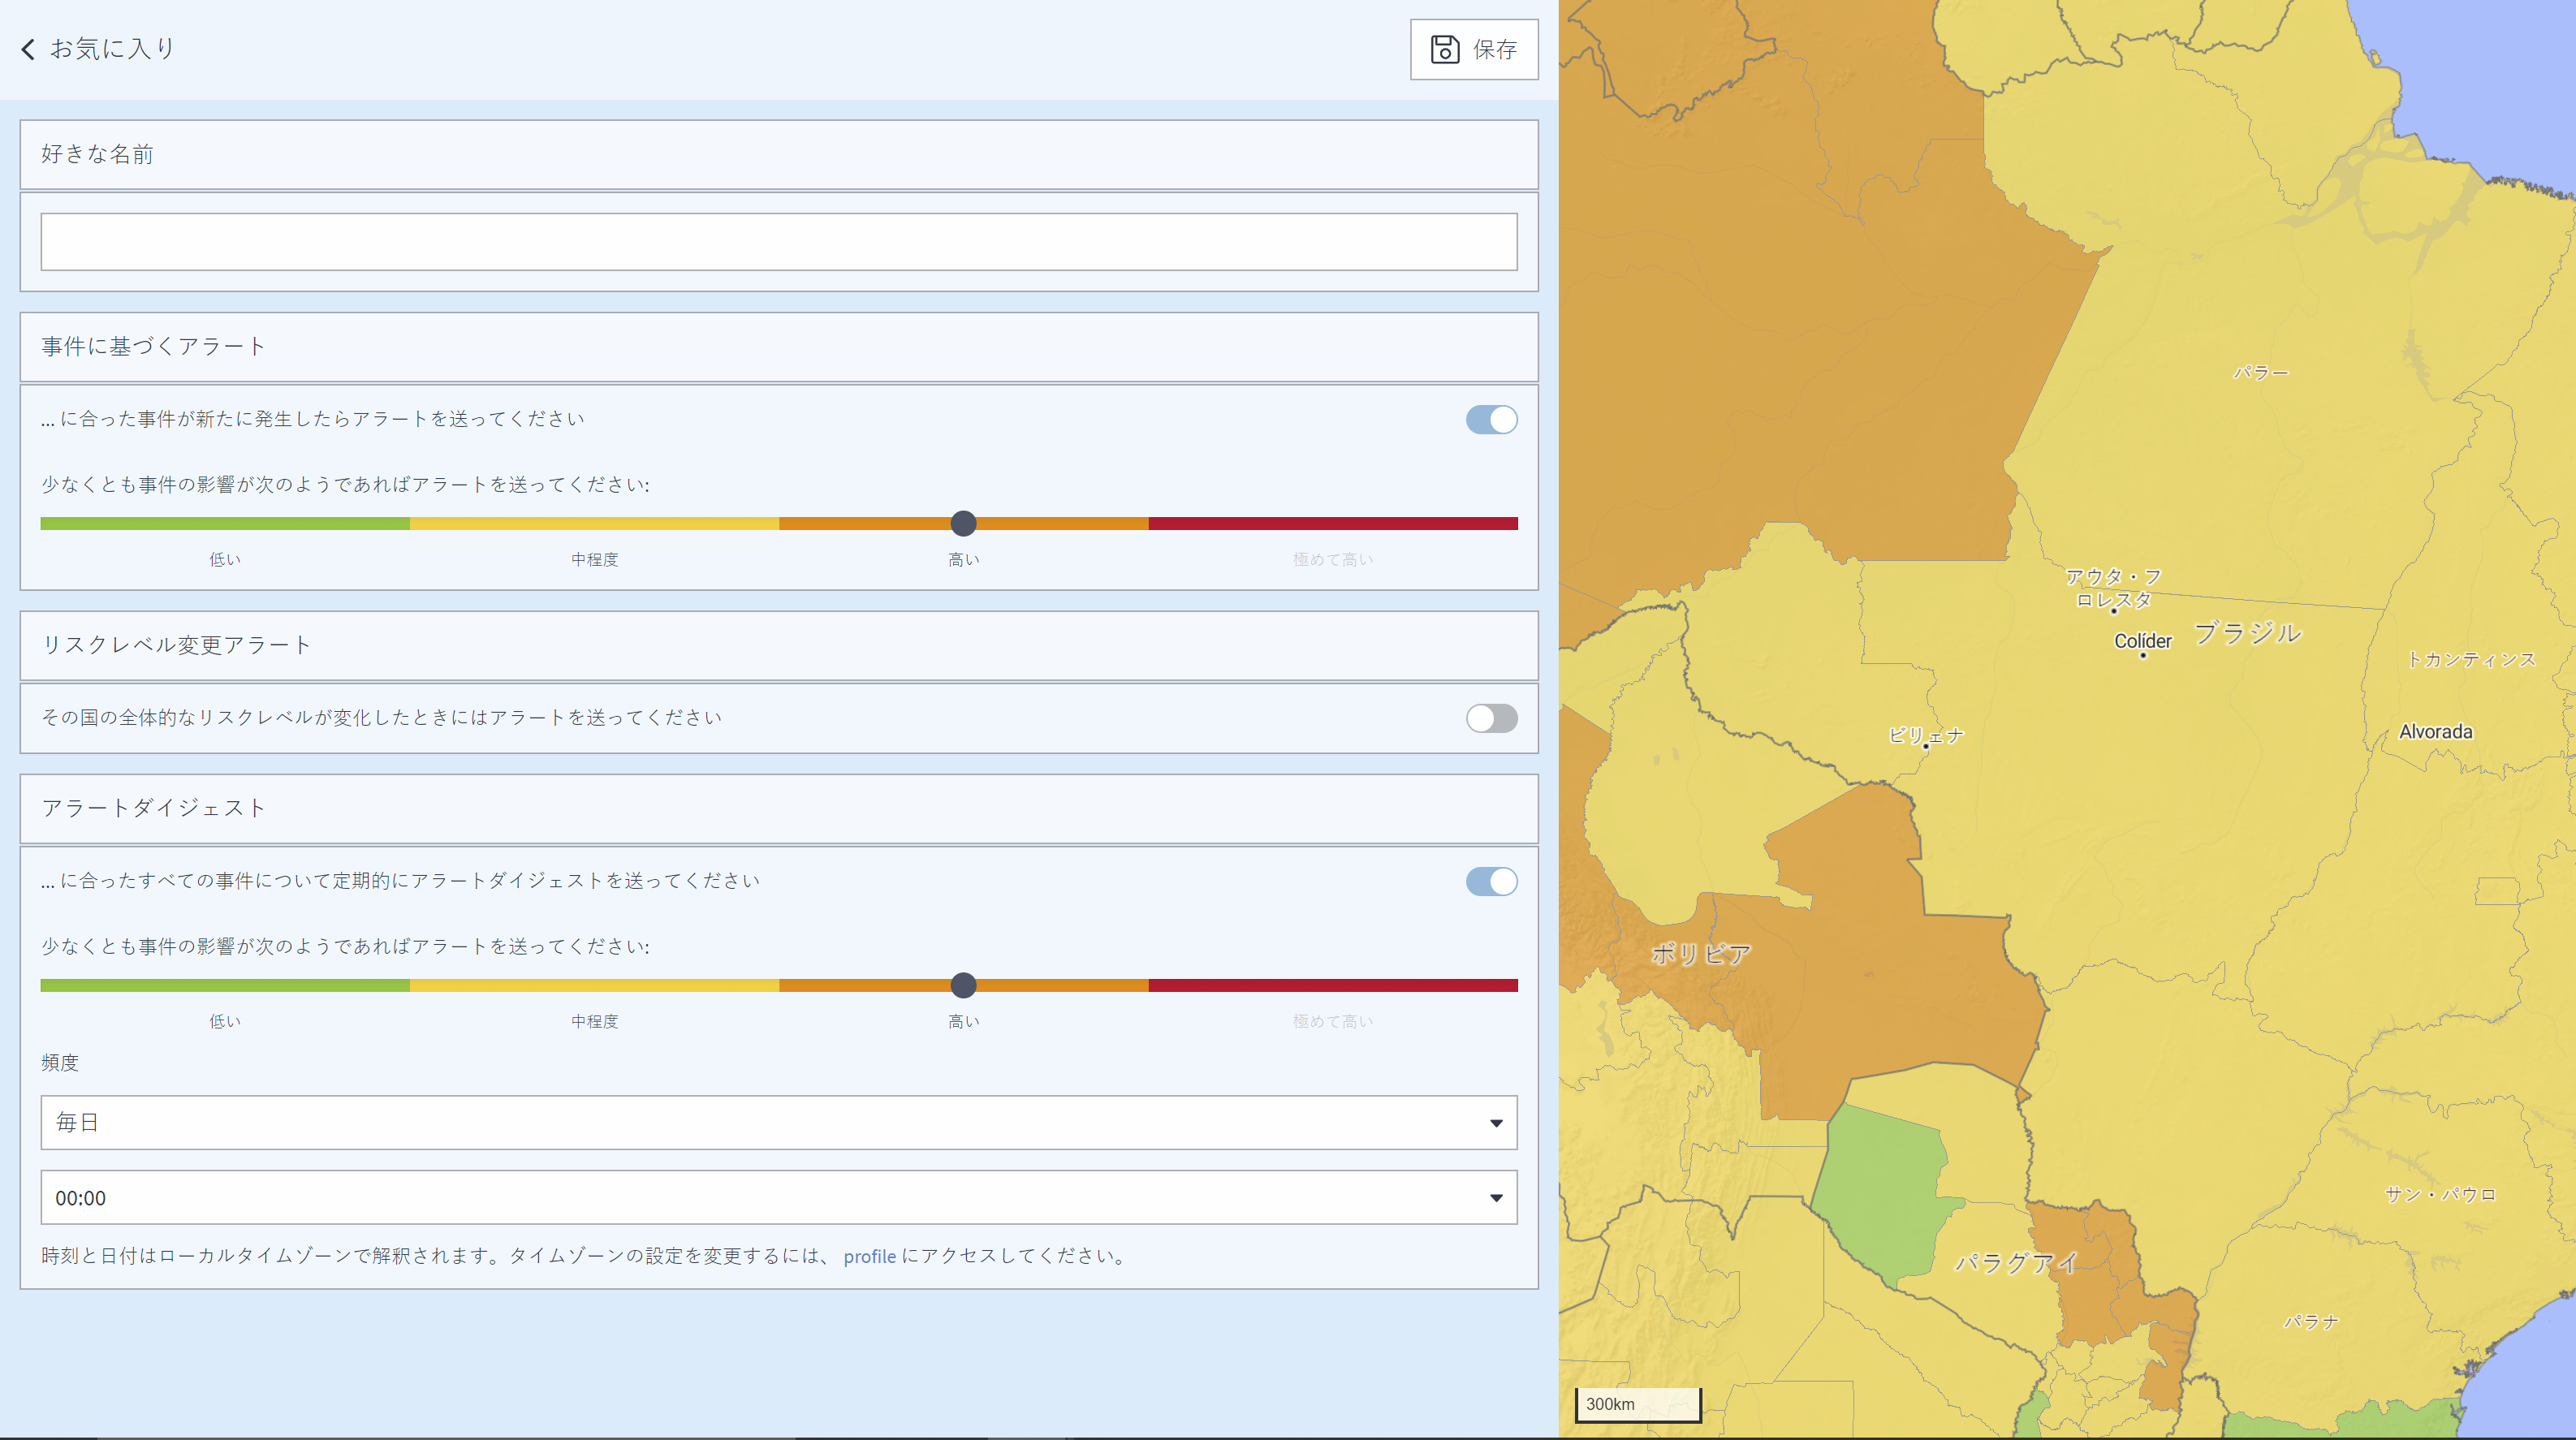 お気に入り
保存
好きな名前
事件に基づくアラート
... に合った事件が新たに発生したらアラートを送ってください
少なくとも事件の影響が次のようであればアラートを送ってください:
低い
中程度
高い
極めて高い
リスクレベル変更アラート
その国の全体的なリスクレベルが変化したときにはアラートを送ってください
アラートダイジェスト
... に合ったすべての事件について定期的にアラートダイジェストを送ってください
少なくとも事件の影響が次のようであればアラートを送ってください:
低い
中程度
高い
極めて高い
頻度
毎日
00:00
時刻と日付はローカルタイムゾーンで解釈されます。タイムゾーンの設定を変更するには、 profile にアクセスしてください。
パラー
アウタ・フ
ロレスタ
Colíder
ブラジル
トカンティンス
Alvorada
ビリェナ
ボリビア
サン・パウロ
パラグアイ
パラナ
300km